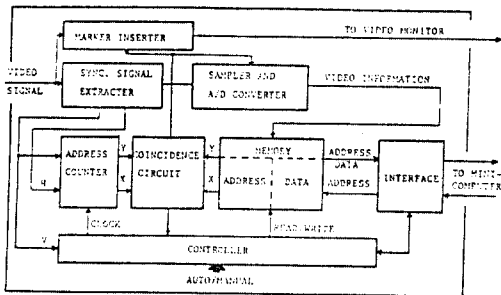 MARKER INSERTER
TO VIDEO MONITOR
VIDEO
SIGNAL
SYNC. SIGNAL
EXTRACTER
SAMPLER AND
A/D CONVERTER
VIDEO INFORMATION
ADDRESS
COUNTER
Y
X
COINCIDENCE
CIRCUIT
Y
X
MEMORY
ADDRESS
DATA
ADDRESS
DATA
ADDRESS
INTERFACE
TO MINI-
COMPUTER
H
V
CLOCK
READ/WRITE
CONTROLLER
AUTO/MANUAL